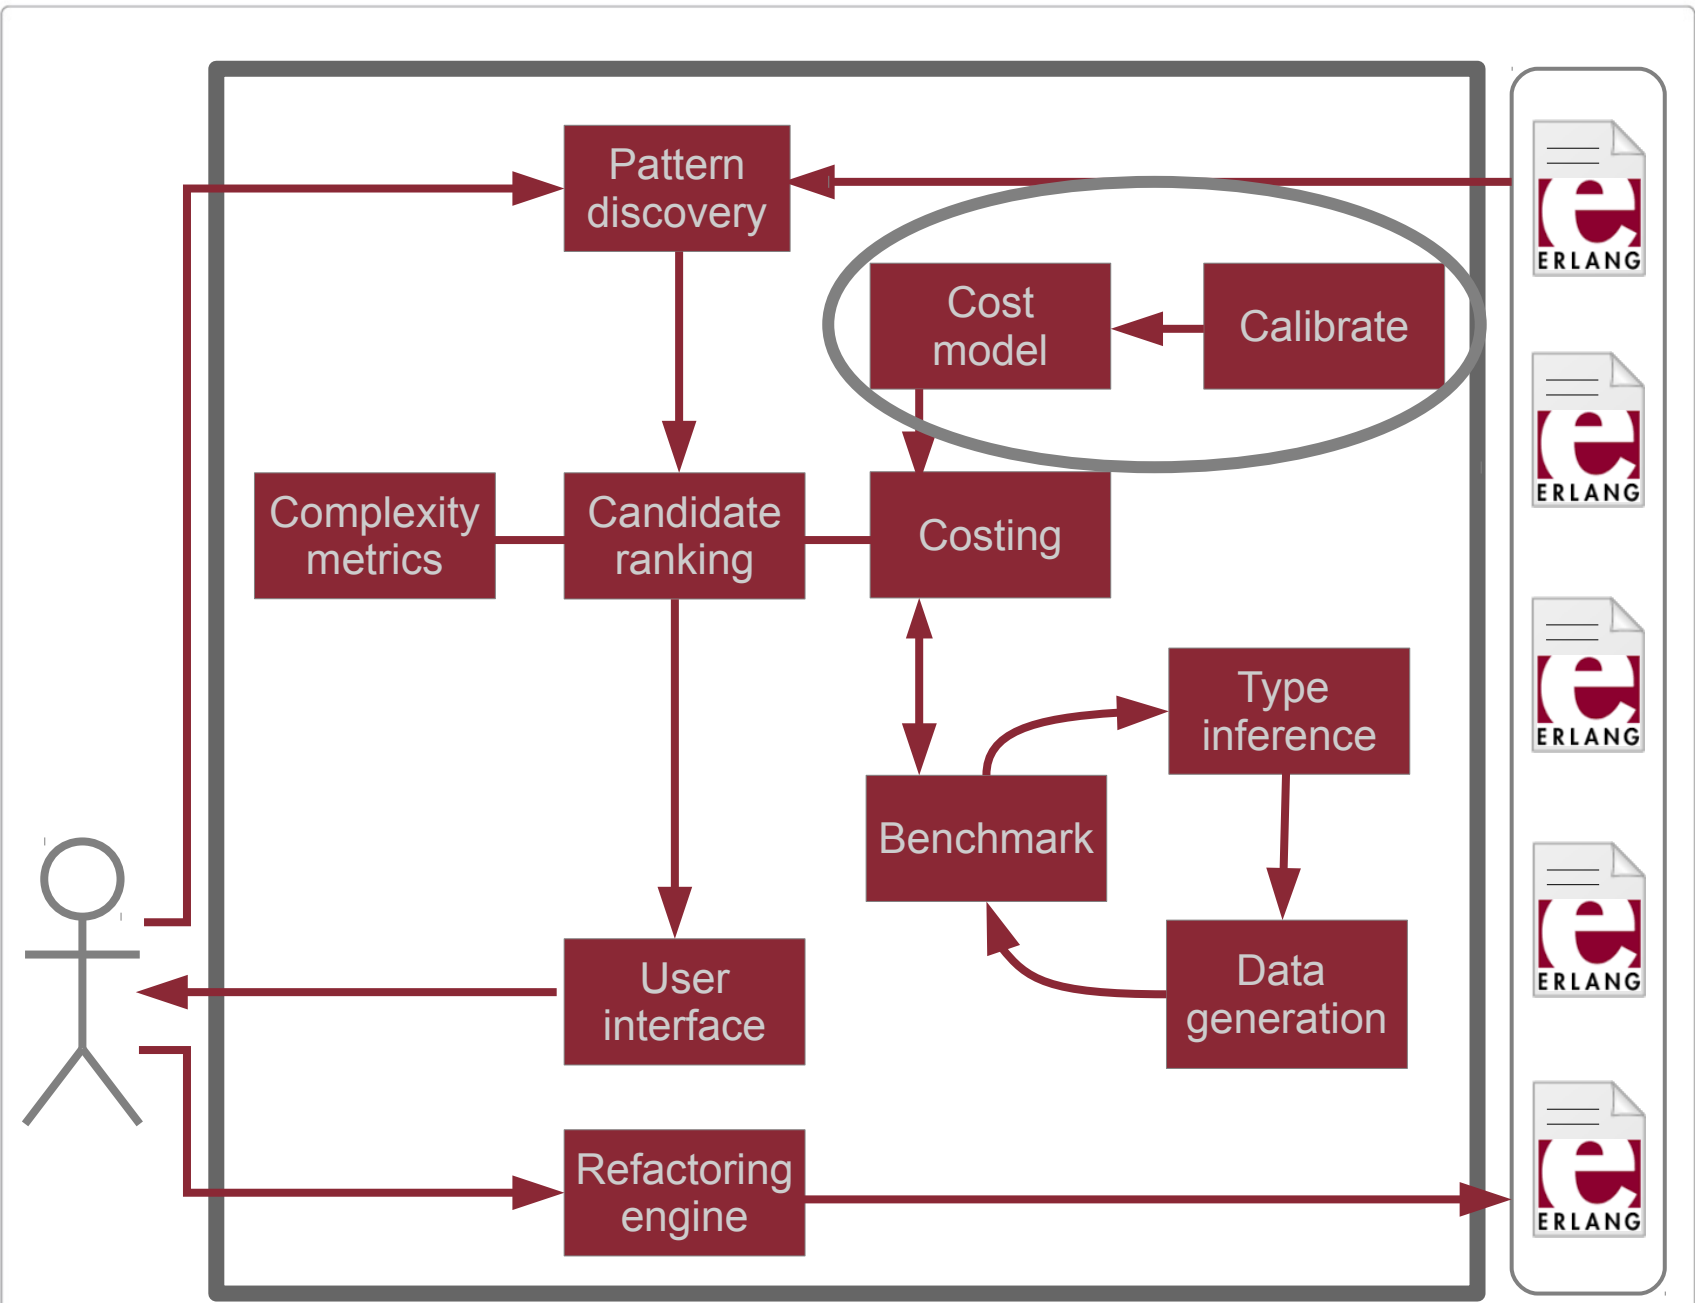 Pattern
discovery
ERLANG
Cost
model
Calibrate
ERLANG
Complexity
metrics
Candidate
ranking
Costing
Type
inference
ERLANG
Benchmark
User
interface
Data
generation
ERLANG
Refactoring
engine
ERLANG